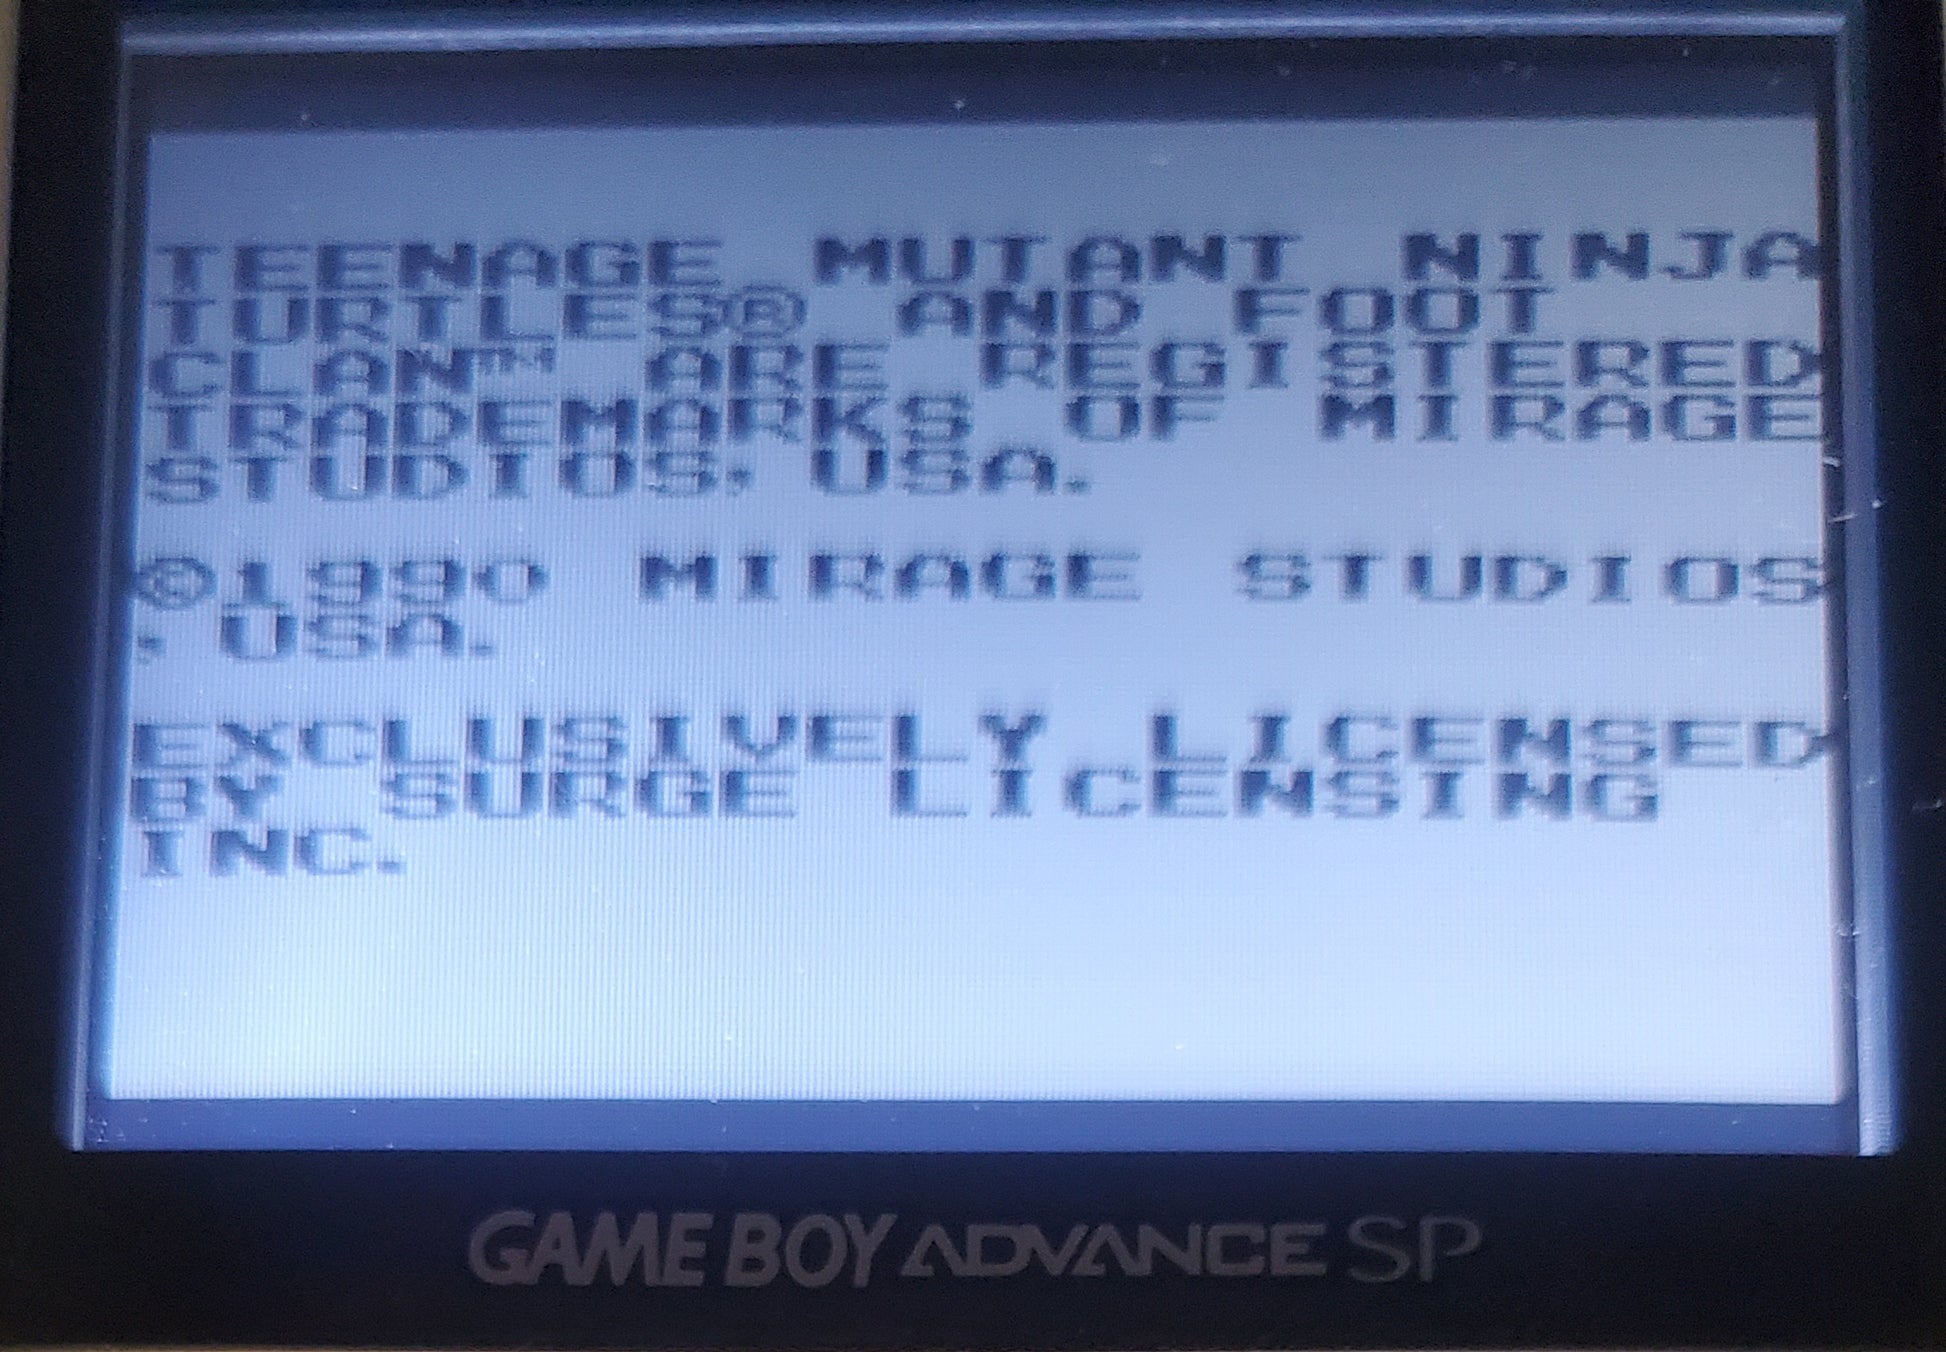 TEENAGE MUTANT NINJA
TURTLES® AND FOOT
CLAN™ ARE REGISTERED
TRADEMARKS OF MIRAGE
STUDIOS, USA.
©1990 MIRAGE STUDIOS
, USA.
EXCLUSIVELY LICENSED
BY SURGE LICENSING
INC.
GAME BOY ADVANCE SP